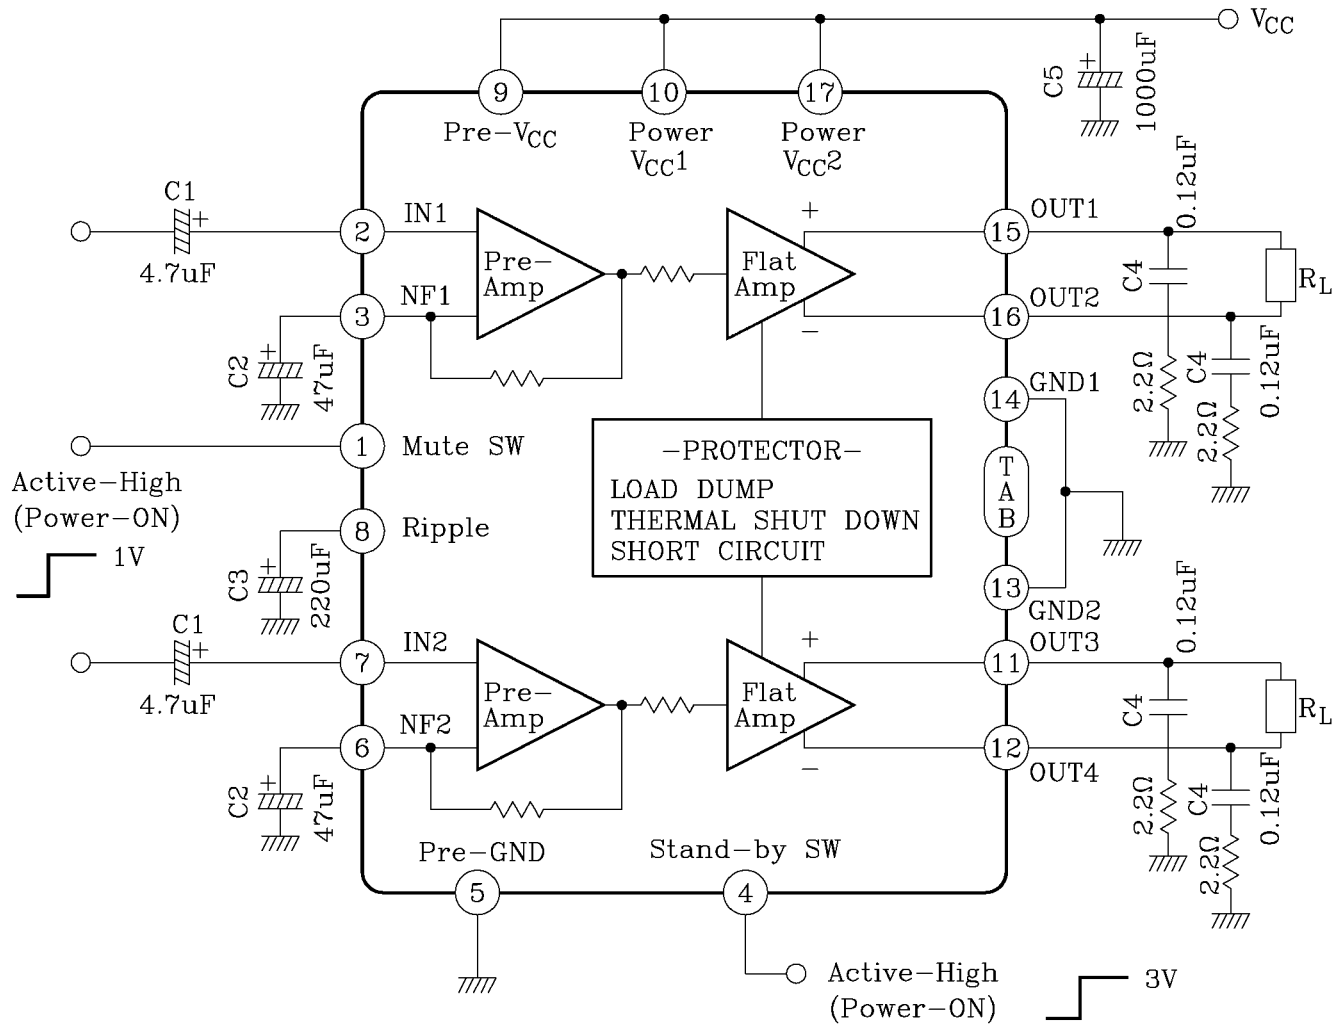 VCC
C5
1000uF
9
10
17
Pre-VCC
Power
VCC1
Power
VCC2
C1
4.7uF
2
IN1
Pre-
Amp
Flat
Amp
+
-
15
OUT1
0.12uF
C4
RL
3
NF1
C2
47uF
16
OUT2
C4
0.12uF
2.2Ω
2.2Ω
14
GND1
1
Mute SW
Active-High
(Power-ON)
1V
-PROTECTOR-
LOAD DUMP
THERMAL SHUT DOWN
SHORT CIRCUIT
TAB
8
Ripple
C3
220uF
13
GND2
C1
4.7uF
7
IN2
Pre-
Amp
Flat
Amp
+
-
11
OUT3
0.12uF
C4
RL
6
NF2
C2
47uF
12
OUT4
C4
0.12uF
2.2Ω
2.2Ω
Pre-GND
5
Stand-by SW
4
Active-High
(Power-ON)
3V